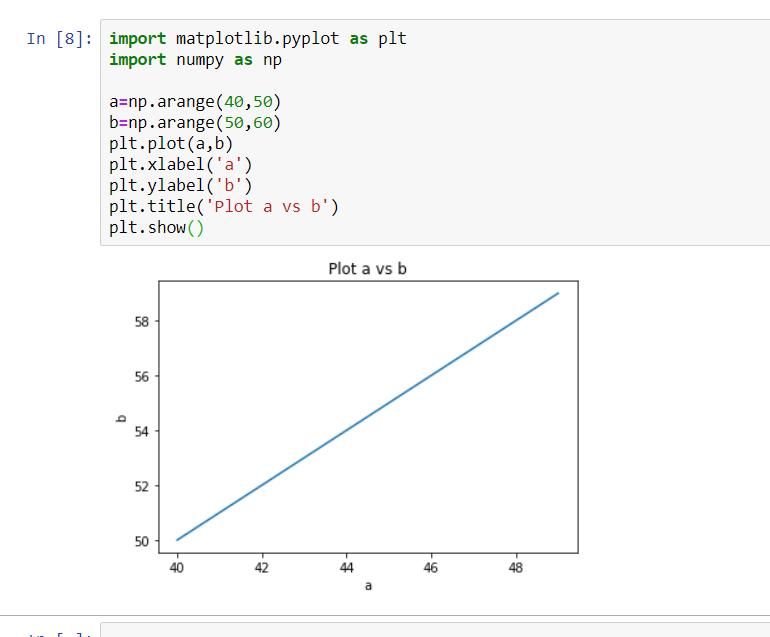 In [8]: import matplotlib.pyplot as plt
import numpy as np
a=np.arange(40,50)
b=np.arange(50,60)
plt.plot(a,b)
plt.xlabel('a')
plt.ylabel('b')
plt.title('Plot a vs b')
plt.show()
Plot a vs b
58
56
b
54
52
50
40 42 44 46 48
a